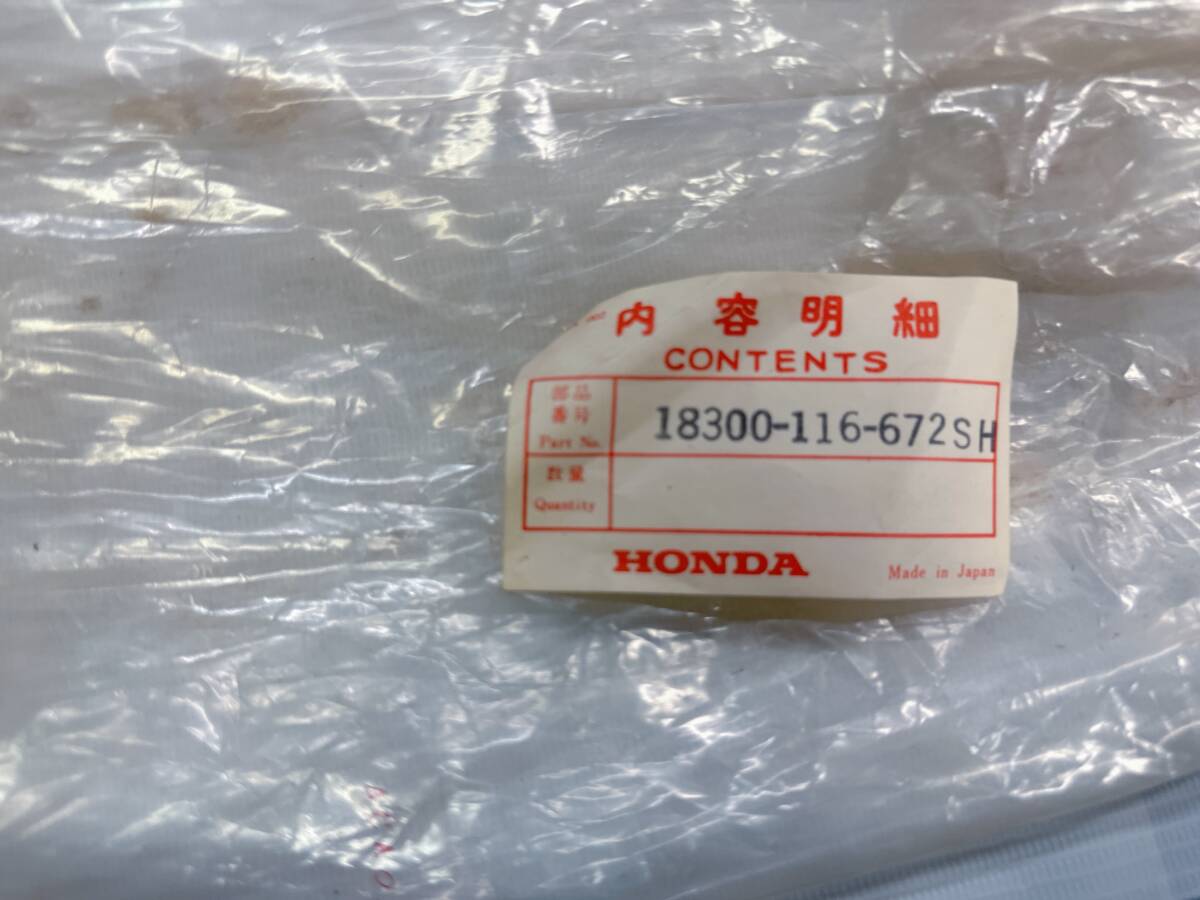 内容明細
CONTENTS
部品
番号
Part No.
18300-116-672SH
数量
Quantity
HONDA
Made in Japan